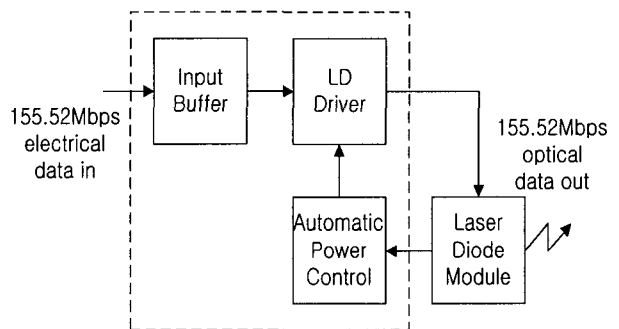 Input
Buffer
LD
Driver
155.52Mbps
electrical
data in
155.52Mbps
optical
data out
Automatic
Power
Control
Laser
Diode
Module